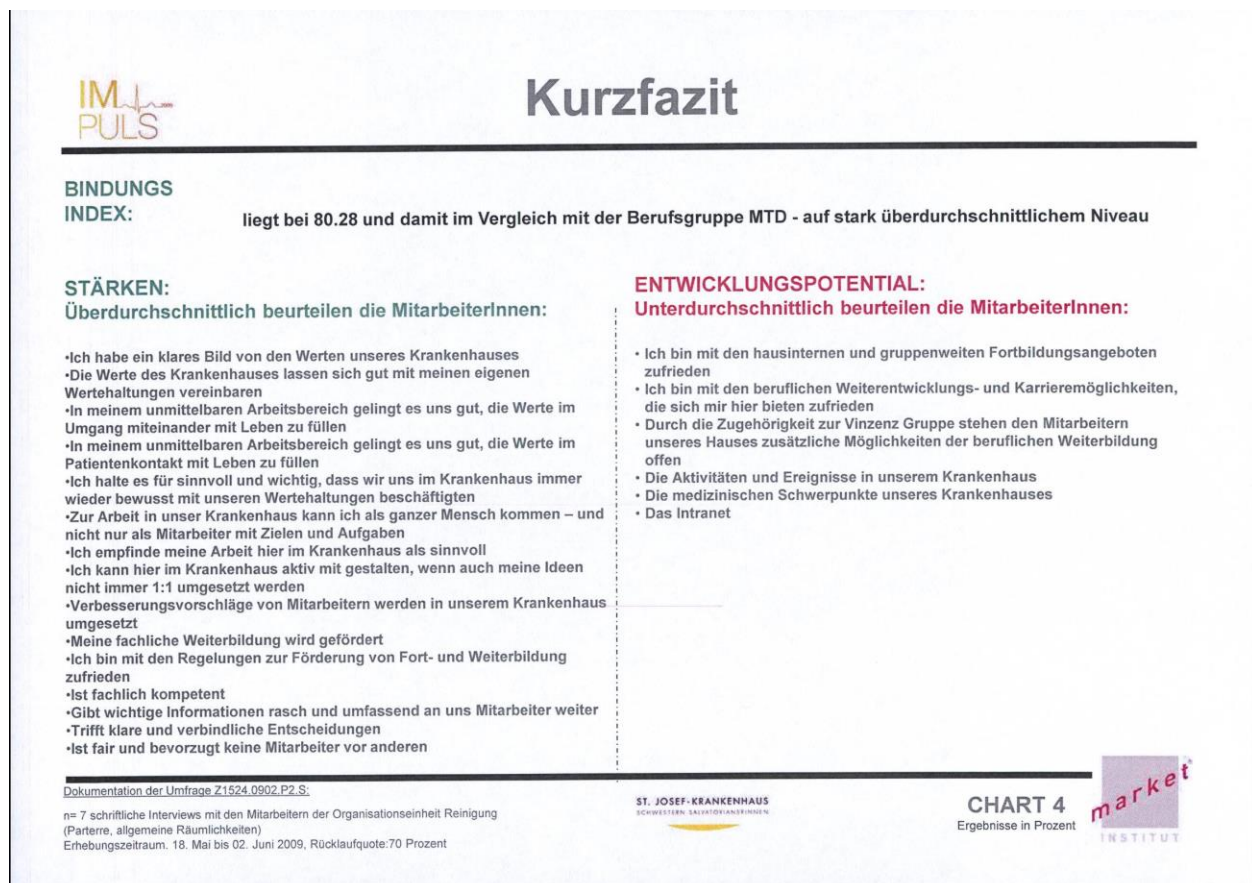 IM
PULS
Kurzfazit
BINDUNGS
INDEX:
liegt bei 80.28 und damit im Vergleich mit der Berufsgruppe MTD - auf stark überdurchschnittlichem Niveau
STÄRKEN:
Überdurchschnittlich beurteilen die MitarbeiterInnen:
•Ich habe ein klares Bild von den Werten unseres Krankenhauses
•Die Werte des Krankenhauses lassen sich gut mit meinen eigenen
Wertehaltungen vereinbaren
•In meinem unmittelbaren Arbeitsbereich gelingt es uns gut, die Werte im
Umgang miteinander mit Leben zu füllen
•In meinem unmittelbaren Arbeitsbereich gelingt es uns gut, die Werte im
Patientenkontakt mit Leben zu füllen
•Ich halte es für sinnvoll und wichtig, dass wir uns im Krankenhaus immer
wieder bewusst mit unseren Wertehaltungen beschäftigten
•Zur Arbeit in unser Krankenhaus kann ich als ganzer Mensch kommen – und
nicht nur als Mitarbeiter mit Zielen und Aufgaben
•Ich empfinde meine Arbeit hier im Krankenhaus als sinnvoll
•Ich kann hier im Krankenhaus aktiv mit gestalten, wenn auch meine Ideen
nicht immer 1:1 umgesetzt werden
•Verbesserungsvorschläge von Mitarbeitern werden in unserem Krankenhaus
umgesetzt
•Meine fachliche Weiterbildung wird gefördert
•Ich bin mit den Regelungen zur Förderung von Fort- und Weiterbildung
zufrieden
•Ist fachlich kompetent
•Gibt wichtige Informationen rasch und umfassend an uns Mitarbeiter weiter
•Trifft klare und verbindliche Entscheidungen
•Ist fair und bevorzugt keine Mitarbeiter vor anderen
ENTWICKLUNGSPOTENTIAL:
Unterdurchschnittlich beurteilen die MitarbeiterInnen:
• Ich bin mit den hausinternen und gruppenweiten Fortbildungsangeboten
zufrieden
• Ich bin mit den beruflichen Weiterentwicklungs- und Karrieremöglichkeiten,
die sich mir hier bieten zufrieden
• Durch die Zugehörigkeit zur Vinzenz Gruppe stehen den Mitarbeitern
unseres Hauses zusätzliche Möglichkeiten der beruflichen Weiterbildung
offen
• Die Aktivitäten und Ereignisse in unserem Krankenhaus
• Die medizinischen Schwerpunkte unseres Krankenhauses
• Das Intranet
Dokumentation der Umfrage Z1524.0902.P2.S:
n= 7 schriftliche Interviews mit den Mitarbeitern der Organisationseinheit Reinigung
(Parterre, allgemeine Räumlichkeiten)
Erhebungszeitraum. 18. Mai bis 02. Juni 2009, Rücklaufquote:70 Prozent
ST. JOSEF-KRANKENHAUS
SCHWESTERN SALVATORIANERINNEN
CHART 4
Ergebnisse in Prozent
market
INSTITUT